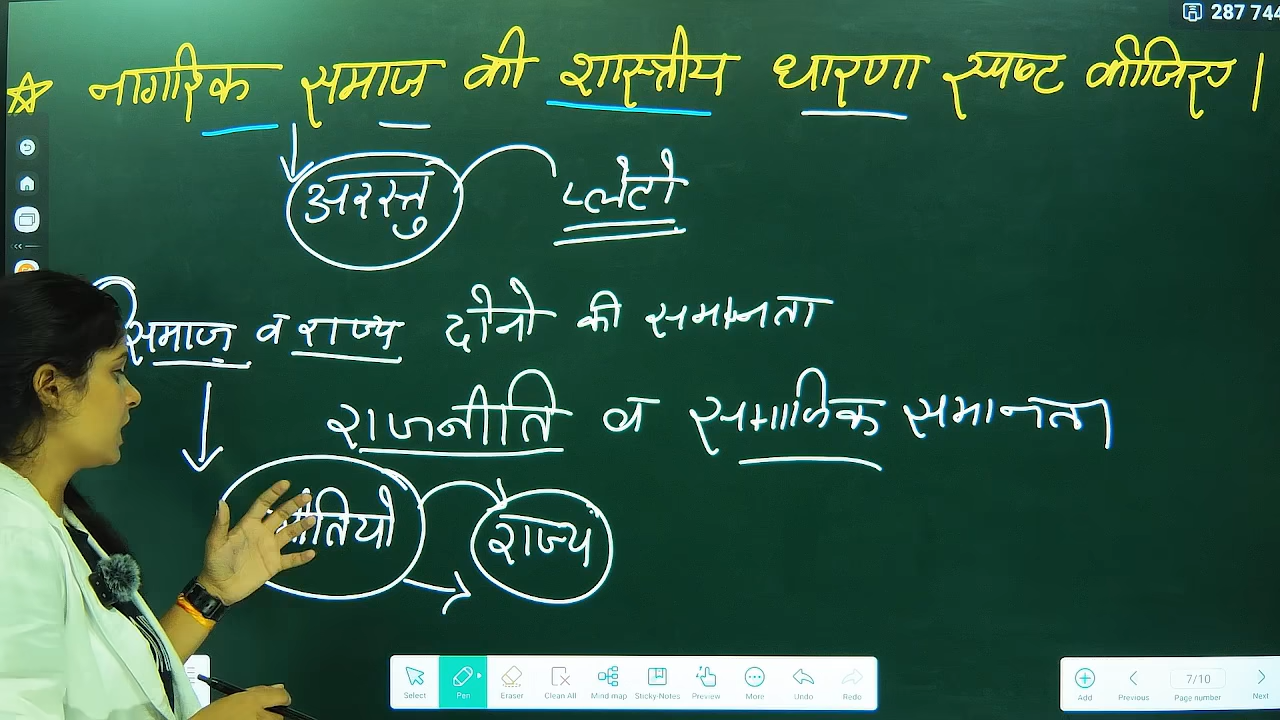 287 744
नागरिक समाज की शास्त्रीय धारणा स्पष्ट कीजिए।
अरस्तु प्लेटो
समाज व राज्य दोनो की समानता
राजनीति व समाजिक समानता
राज्य
Select Pen Eraser Clean All Mind map Sticky-Notes Preview More Undo Redo
Add Previous 7/10 Page number Next